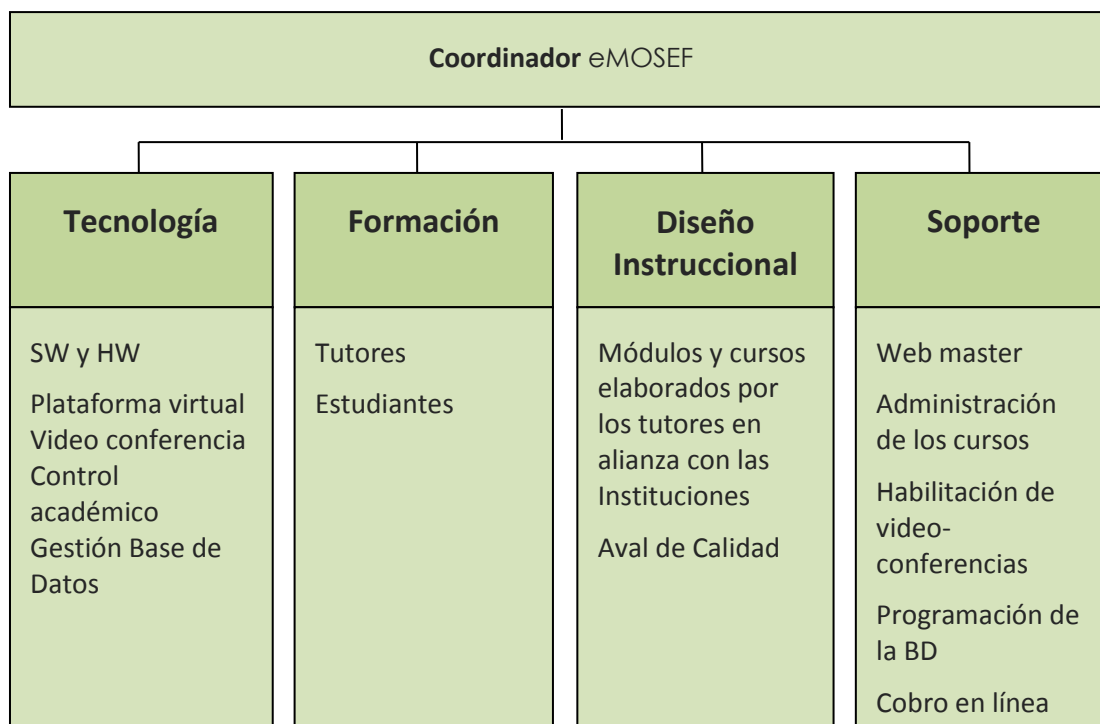 Coordinador eMOSEF
Tecnología
SW y HW
Plataforma virtual
Video conferencia
Control
académico
Gestión Base de
Datos
Formación
Tutores
Estudiantes
Diseño
Instruccional
Módulos y cursos
elaborados por
los tutores en
alianza con las
Instituciones
Aval de Calidad
Soporte
Web master
Administración
de los cursos
Habilitación de
video-
conferencias
Programación de
la BD
Cobro en línea